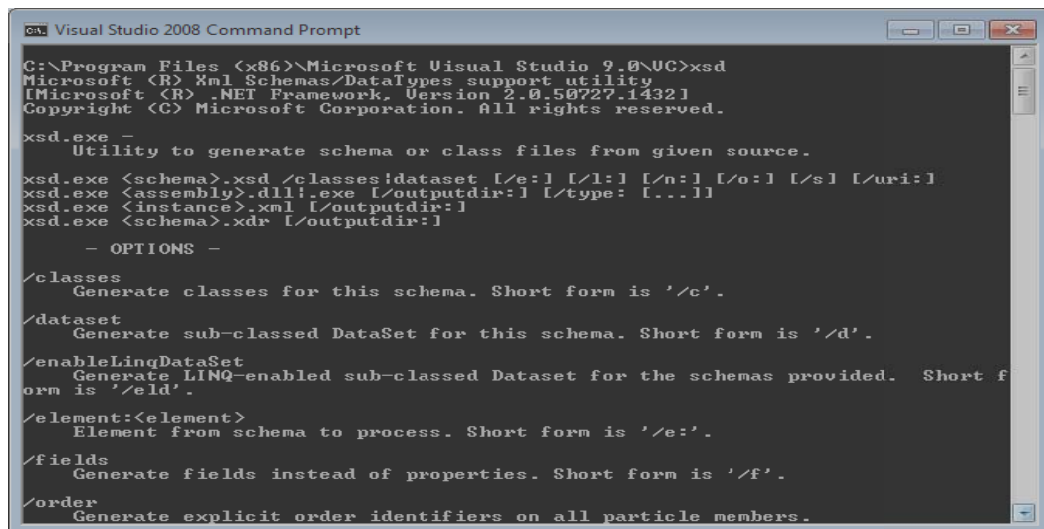 Visual Studio 2008 Command Prompt
C:\Program Files (x86)\Microsoft Visual Studio 9.0\VC>xsd
Microsoft (R) Xml Schemas/DataTypes support utility
[Microsoft (R) .NET Framework, Version 2.0.50727.1432]
Copyright (C) Microsoft Corporation. All rights reserved.
xsd.exe -
Utility to generate schema or class files from given source.
xsd.exe <schema>.xsd /classes|dataset [/e:] [/l:] [/n:] [/o:] [/s] [/uri:]
xsd.exe <assembly>.dll|.exe [/outputdir:] [/type: [...]]
xsd.exe <instance>.xml [/outputdir:]
xsd.exe <schema>.xdr [/outputdir:]
- OPTIONS -
/classes
Generate classes for this schema. Short form is '/c'.
/dataset
Generate sub-classed DataSet for this schema. Short form is '/d'.
/enableLinqDataSet
Generate LINQ-enabled sub-classed Dataset for the schemas provided.  Short f
orm is '/eld'.
/element:<element>
Element from schema to process. Short form is '/e:'.
/fields
Generate fields instead of properties. Short form is '/f'.
/order
Generate explicit order identifiers on all particle members.